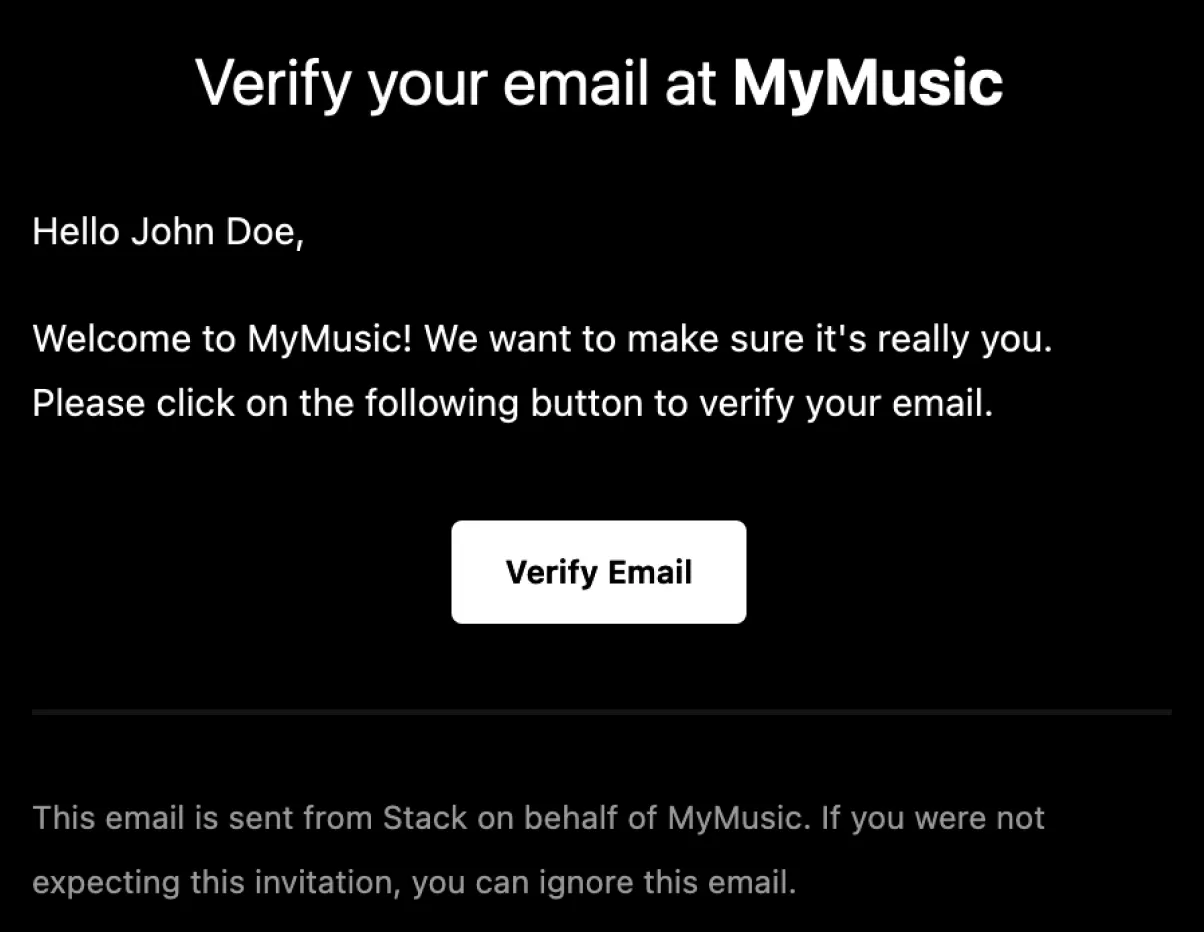 Verify your email at MyMusic
Hello John Doe,
Welcome to MyMusic! We want to make sure it's really you.
Please click on the following button to verify your email.
Verify Email
This email is sent from Stack on behalf of MyMusic. If you were not
expecting this invitation, you can ignore this email.